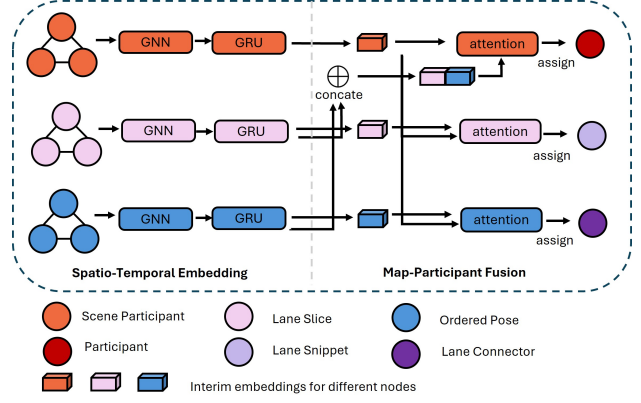 GNN GRU attention
assign
concate
GNN GRU attention
assign
GNN GRU attention
assign
Spatio-Temporal Embedding Map-Participant Fusion
Scene Participant Lane Slice Ordered Pose
Participant Lane Snippet Lane Connector
Interim embeddings for different nodes